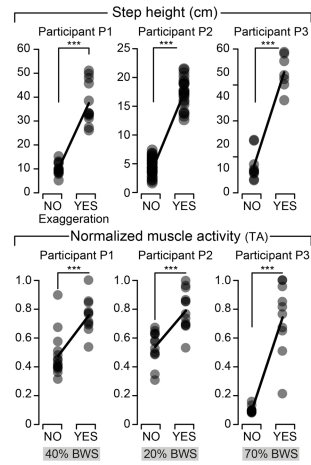 Step height (cm)
Participant P1 Participant P2 Participant P3
*** *** ***
60 25 60
50 20 50
40 15 40
30 10 30
20 5 20
10 0 10
0 0
NO YES NO YES NO YES
Exaggeration
Normalized muscle activity (TA)
Participant P1 Participant P2 Participant P3
*** *** ***
1.0 1.0 1.0
0.8 0.8 0.8
0.6 0.6 0.6
0.4 0.4 0.4
0.2 0.2 0.2
0 0 0
NO YES NO YES NO YES
40% BWS 20% BWS 70% BWS